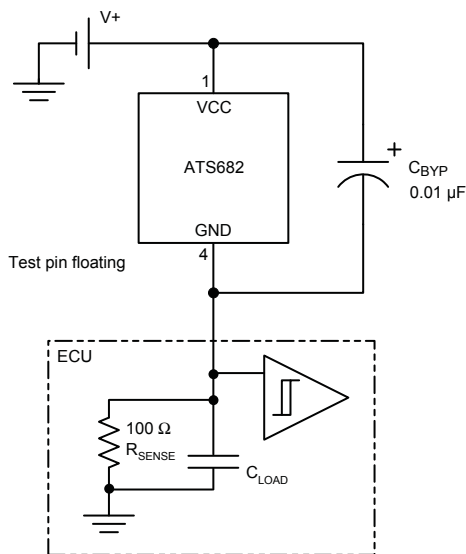 V+
1
VCC
ATS682
GND
4
+
CBYP
0.01 µF
Test pin floating
ECU
100 Ω
RSENSE
CLOAD